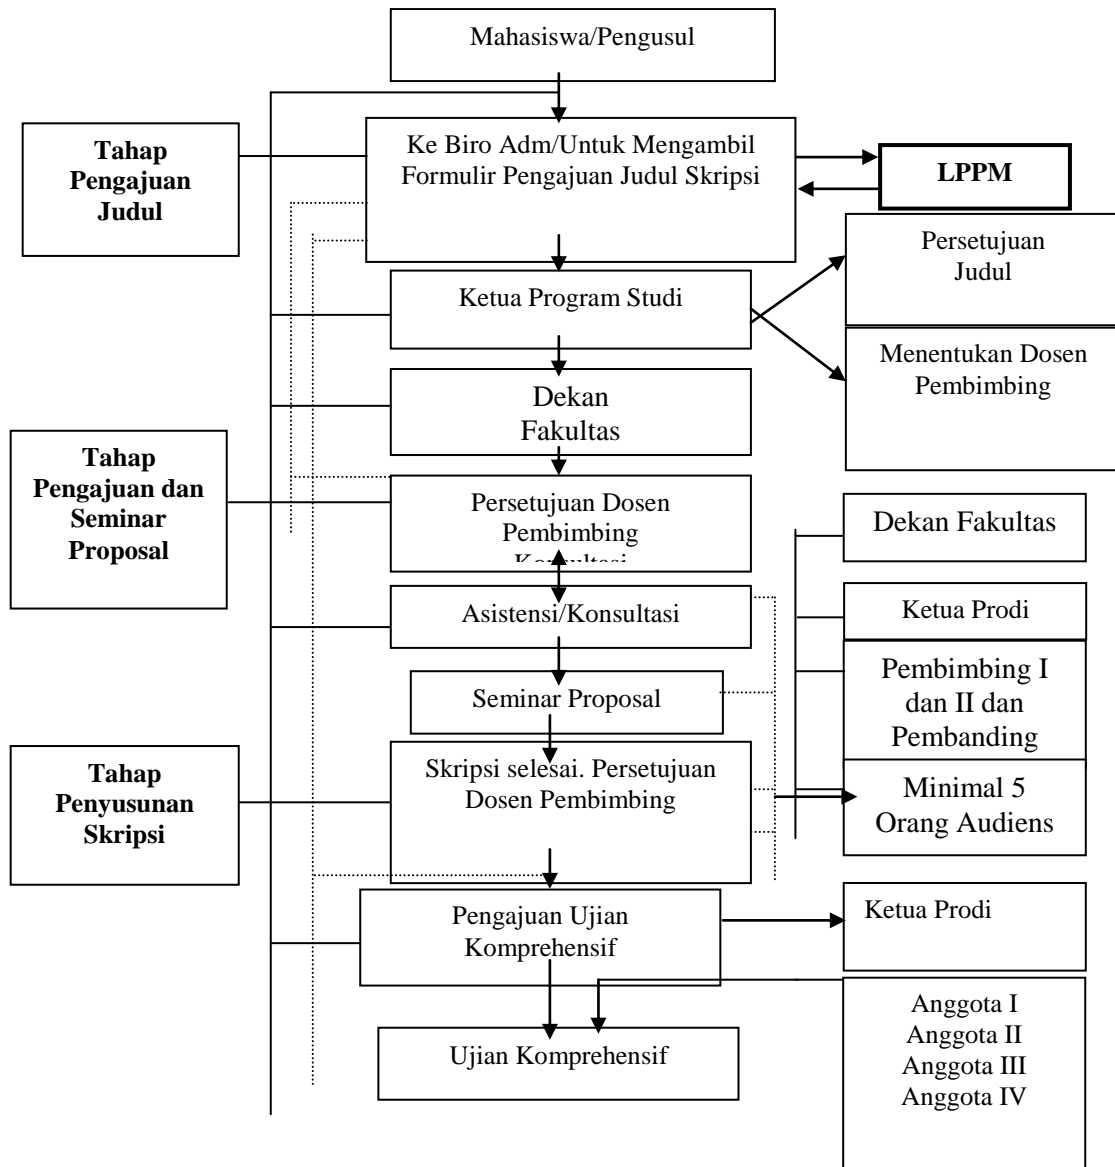 Mahasiswa/Pengusul
Tahap
Pengajuan
Judul
Ke Biro Adm/Untuk Mengambil
Formulir Pengajuan Judul Skripsi
LPPM
Persetujuan
Judul
Ketua Program Studi
Menentukan Dosen
Pembimbing
Dekan
Fakultas
Tahap
Pengajuan dan
Seminar
Proposal
Persetujuan Dosen
Pembimbing
Dekan Fakultas
Asistensi/Konsultasi
Ketua Prodi
Pembimbing I
dan II dan
Pembanding
Seminar Proposal
Tahap
Penyusunan
Skripsi
Skripsi selesai. Persetujuan
Dosen Pembimbing
Minimal 5
Orang Audiens
Pengajuan Ujian
Komprehensif
Ketua Prodi
Anggota I
Anggota II
Anggota III
Anggota IV
Ujian Komprehensif